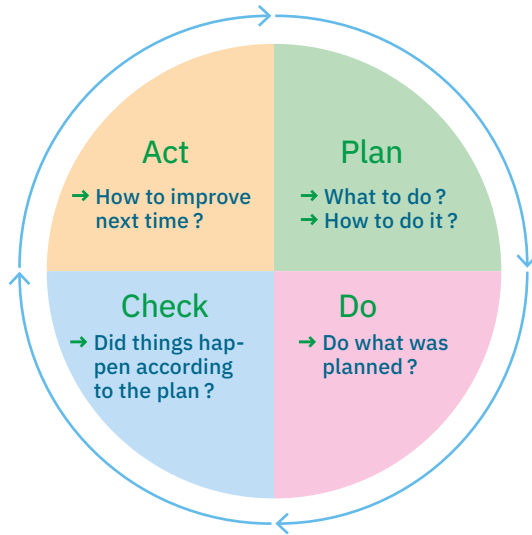 Act
→ How to improve
next time ?
Plan
→ What to do ?
→ How to do it ?
Check
→ Did things hap-
pen according
to the plan ?
Do
→ Do what was
planned ?